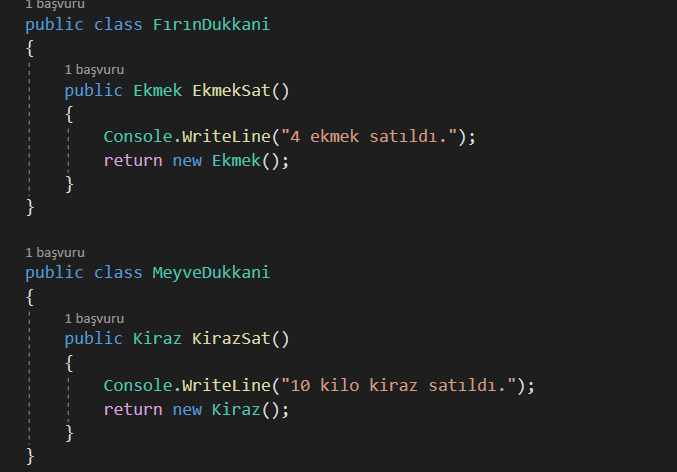 1 başvuru
public class FırınDukkani
{
1 başvuru
public Ekmek EkmekSat()
{
Console.WriteLine("4 ekmek satıldı.");
return new Ekmek();
}
}
1 başvuru
public class MeyveDukkani
{
1 başvuru
public Kiraz KirazSat()
{
Console.WriteLine("10 kilo kiraz satıldı.");
return new Kiraz();
}
}